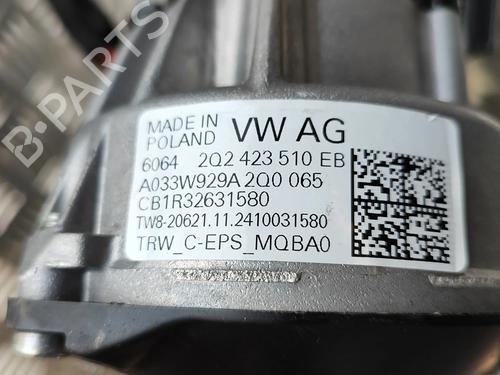 MADE IN
POLAND VW AG
6064 2Q2 423 510 EB
A033W929A 2Q0 065
CB1R32631580
TW8-20621.11.2410031580
TRW_C-EPS_MQBA0
B-PARTS